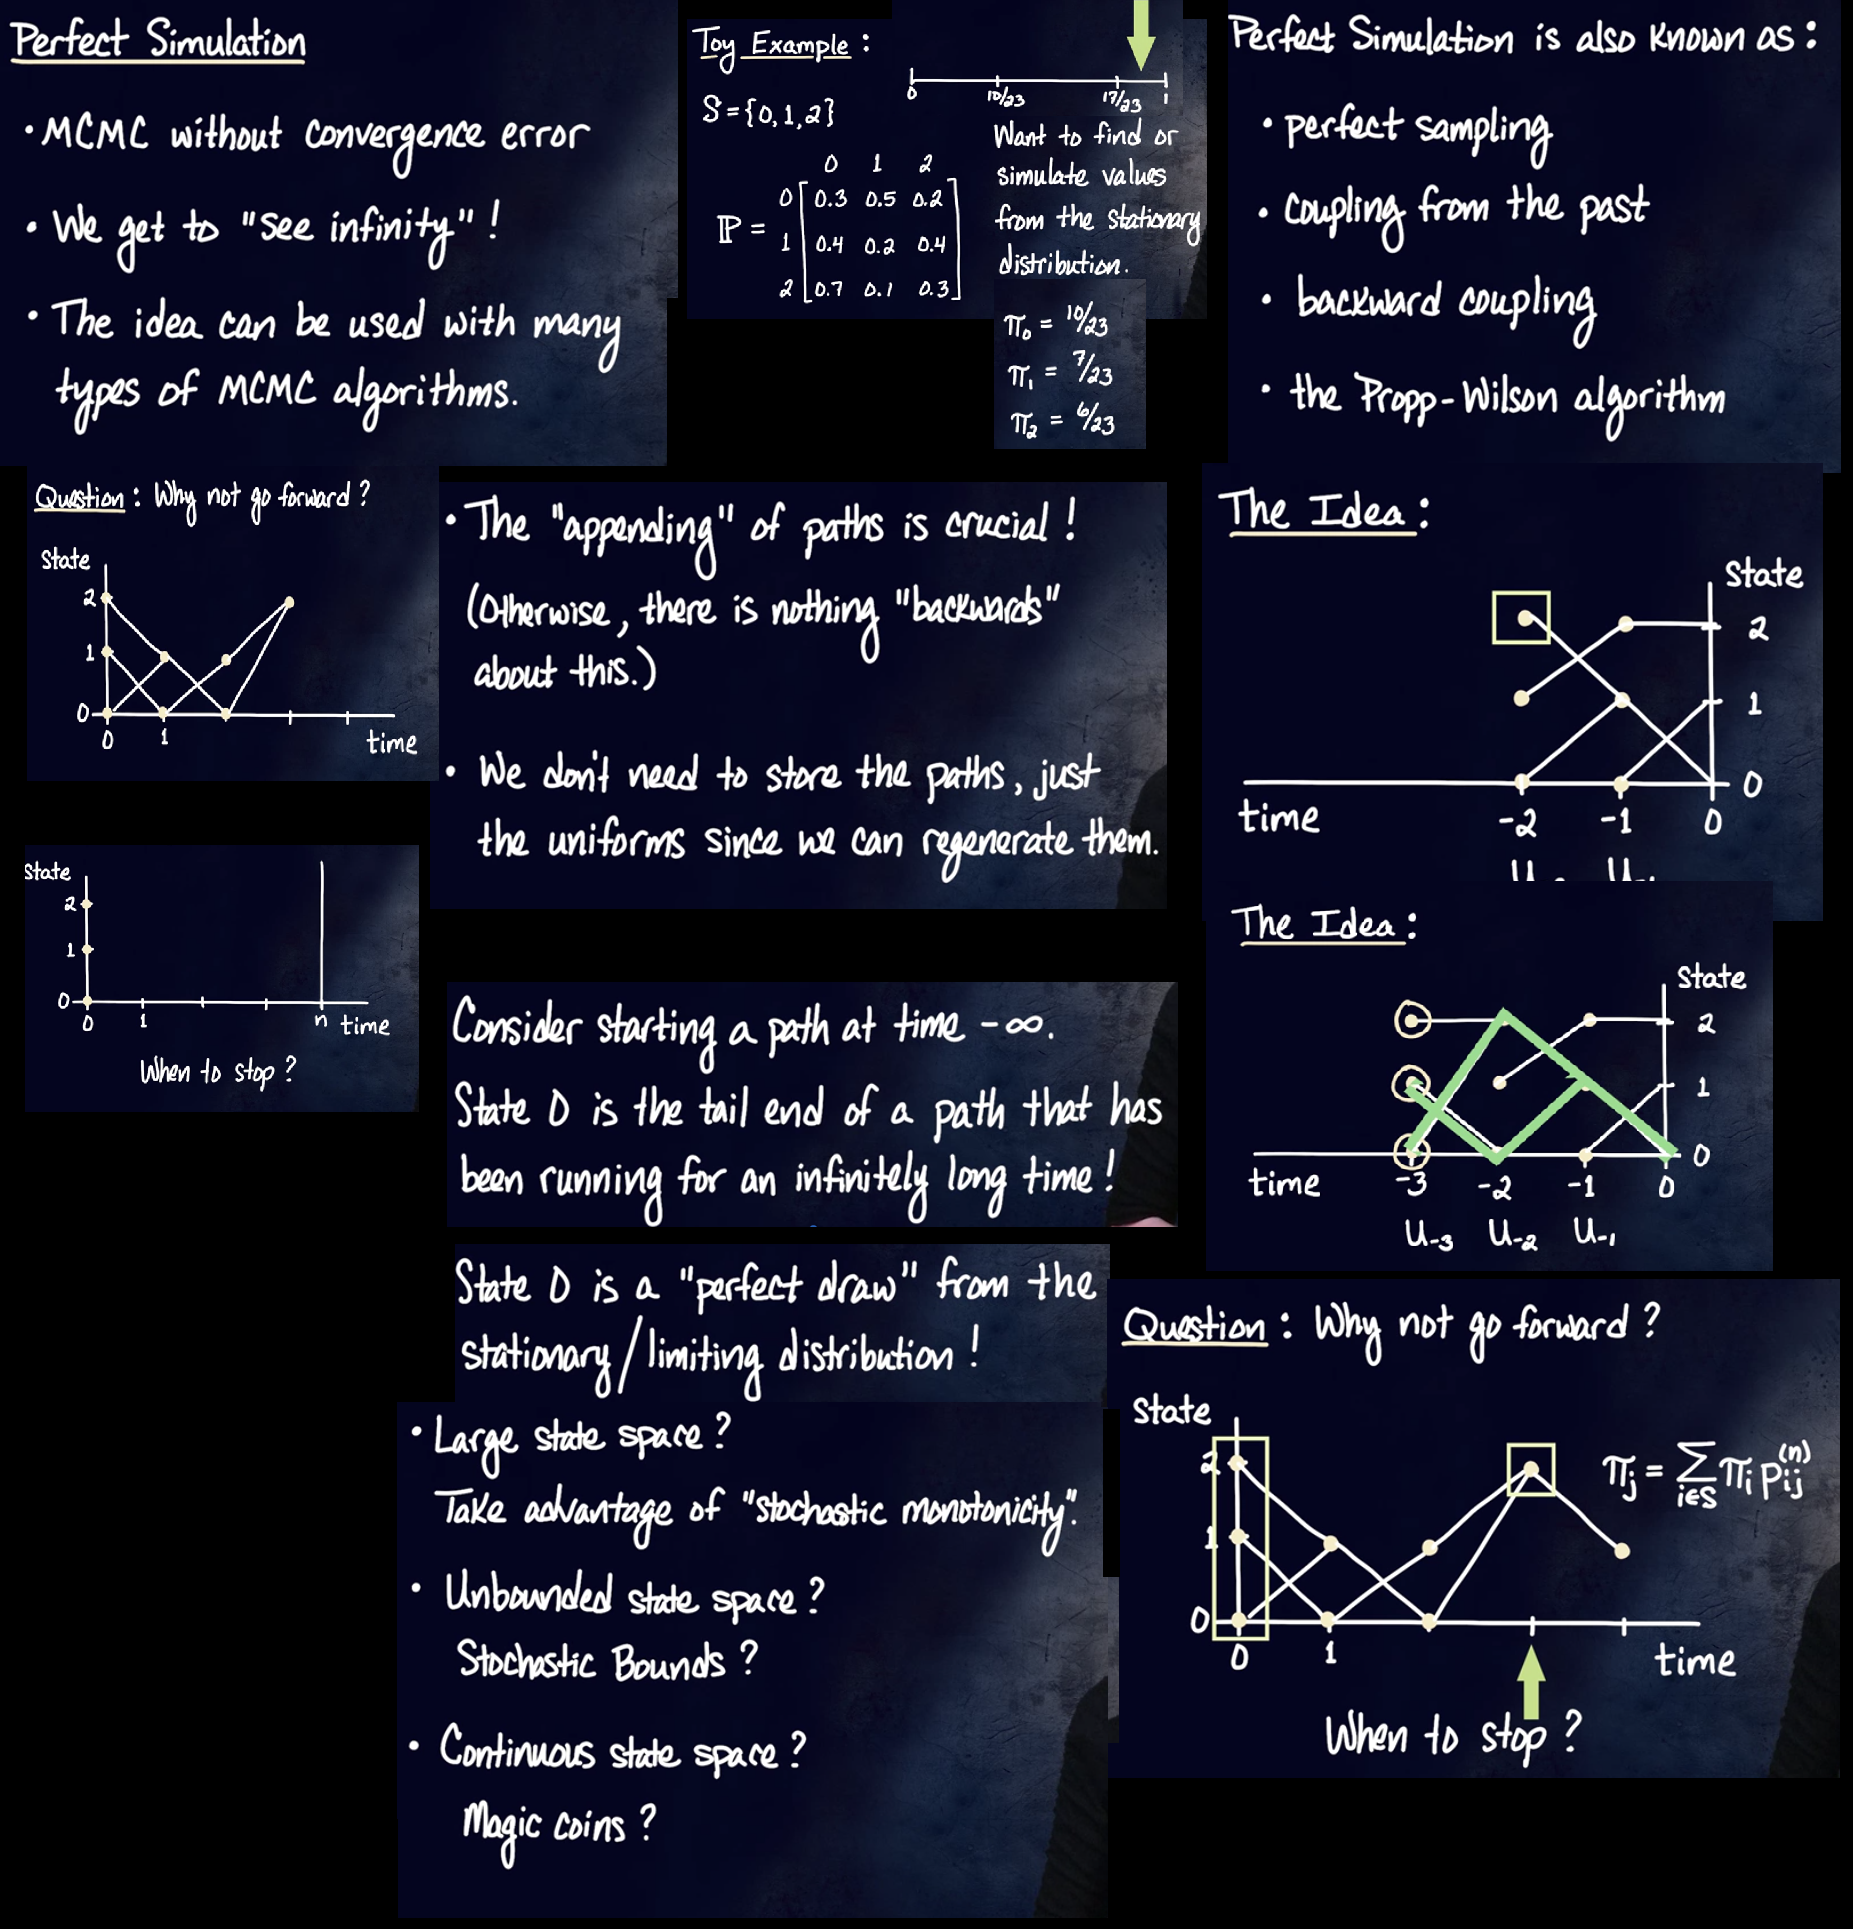 Perfect Simulation
• MCMC without convergence error
• We get to "see infinity"!
• The idea can be used with many
types of MCMC algorithms.
Toy Example :
0 10/23 17/23 1
S = {0,1,2}
Want to find or
simulate values
from the stationary
distribution.
0 1 2
0 0.3 0.5 0.2
ℙ =
1 0.4 0.2 0.4
2 0.7 0.1 0.3
π₀ = 10/23
π₁ = 7/23
π₂ = 6/23
Perfect Simulation is also known as :
• perfect sampling
• coupling from the past
• backward coupling
• the Propp-Wilson algorithm
Question : Why not go forward ?
State
2
1
0
0 1
time
State
2
1
0
0 1 n time
When to stop ?
• The "appending" of paths is crucial !
(Otherwise, there is nothing "backwards"
about this.)
• We don't need to store the paths, just
the uniforms since we can regenerate them.
The Idea :
State
2
1
0
time -2 -1 0
The Idea :
State
2
1
0
time -3 -2 -1 0
U₋₃ U₋₂ U₋₁
Consider starting a path at time -∞.
State 0 is the tail end of a path that has
been running for an infinitely long time !
State 0 is a "perfect draw" from the
stationary/limiting distribution !
• Large state space ?
Take advantage of "stochastic monotonicity".
• Unbounded state space ?
Stochastic Bounds ?
• Continuous state space ?
Magic coins ?
Question : Why not go forward ?
State
2
1
0
πⱼ = ∑ᵢ∈S πᵢ pᵢⱼ⁽ⁿ⁾
0 1
time
When to stop ?